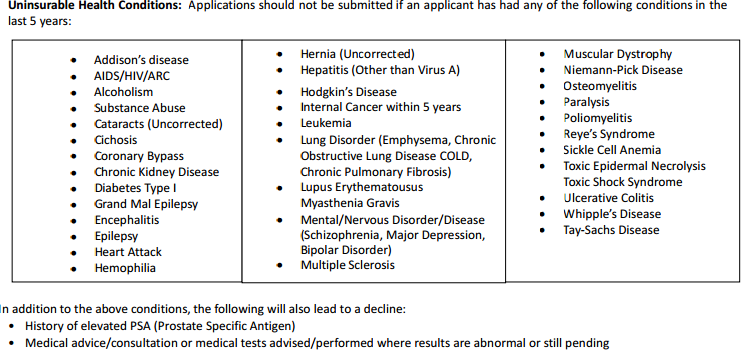 Uninsurable Health Conditions: Applications should not be submitted if an applicant has had any of the following conditions in the
last 5 years:
• Addison's disease
• AIDS/HIV/ARC
• Alcoholism
• Substance Abuse
• Cataracts (Uncorrected)
• Cichosis
• Coronary Bypass
• Chronic Kidney Disease
• Diabetes Type I
• Grand Mal Epilepsy
• Encephalitis
• Epilepsy
• Heart Attack
• Hemophilia
• Hernia (Uncorrected)
• Hepatitis (Other than Virus A)
• Hodgkin's Disease
• Internal Cancer within 5 years
• Leukemia
• Lung Disorder (Emphysema, Chronic
Obstructive Lung Disease COLD,
Chronic Pulmonary Fibrosis)
• Lupus Erythematousus
Myasthenia Gravis
• Mental/Nervous Disorder/Disease
(Schizophrenia, Major Depression,
Bipolar Disorder)
• Multiple Sclerosis
• Muscular Dystrophy
• Niemann-Pick Disease
• Osteomyelitis
• Paralysis
• Poliomyelitis
• Reye's Syndrome
• Sickle Cell Anemia
• Toxic Epidermal Necrolysis
Toxic Shock Syndrome
• Ulcerative Colitis
• Whipple's Disease
• Tay-Sachs Disease
In addition to the above conditions, the following will also lead to a decline:
• History of elevated PSA (Prostate Specific Antigen)
• Medical advice/consultation or medical tests advised/performed where results are abnormal or still pending